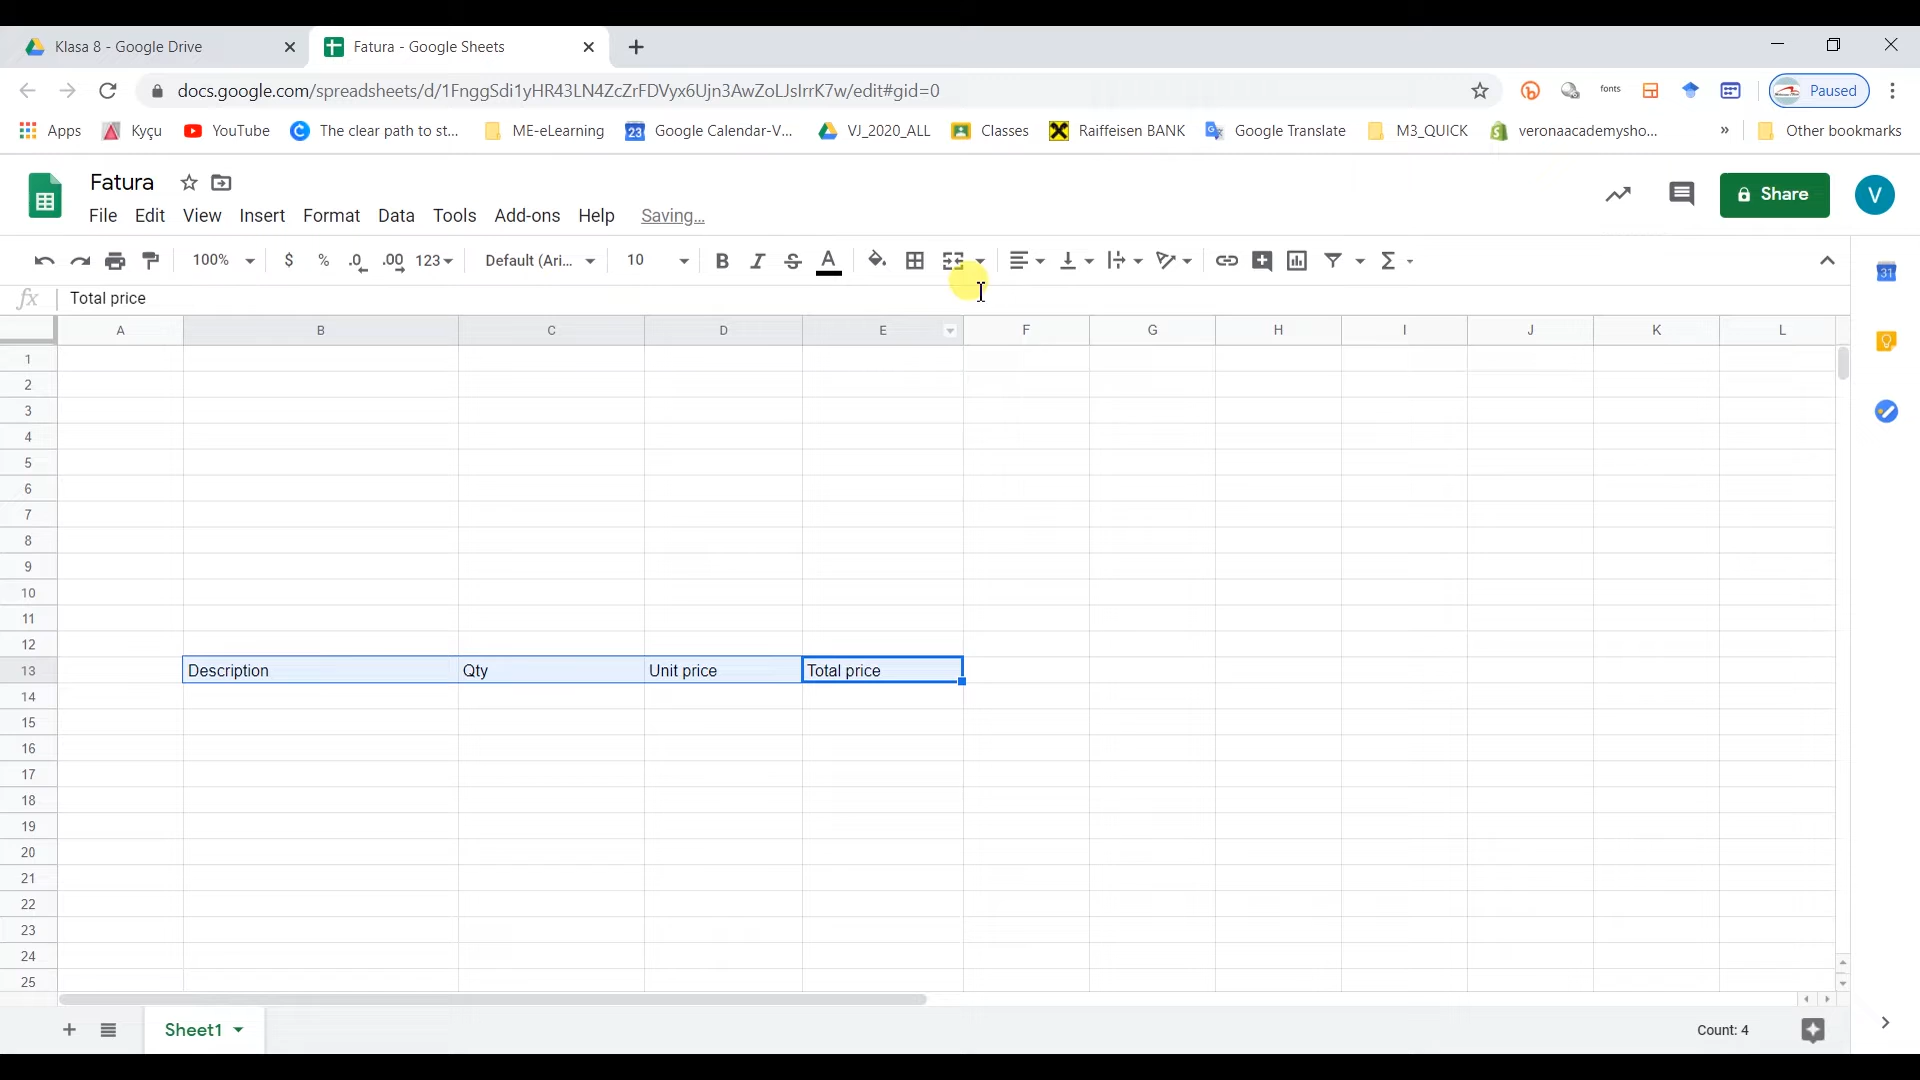 Klasa 8 - Google Drive
Fatura - Google Sheets
docs.google.com/spreadsheets/d/1FnggSdi1yHR43LN4ZcZrFDVyx6Ujn3AwZoLJsIrrK7w/edit#gid=0
fonts
Paused
Apps Kyçu YouTube The clear path to st... ME-eLearning 23 Google Calendar-V... VJ_2020_ALL Classes Raiffeisen BANK Google Translate M3_QUICK veronaacademysho... » Other bookmarks
Fatura
Share
V
File Edit View Insert Format Data Tools Add-ons Help Saving...
100% $ % .0 .00 123 Default (Ari... 10 B I S A Σ
31
fx Total price
A B C D E F G H I J K L
1
2
3
4
5
6
7
8
9
10
11
12
13 Description Qty Unit price Total price
14
15
16
17
18
19
20
21
22
23
24
25
Sheet1
Count: 4